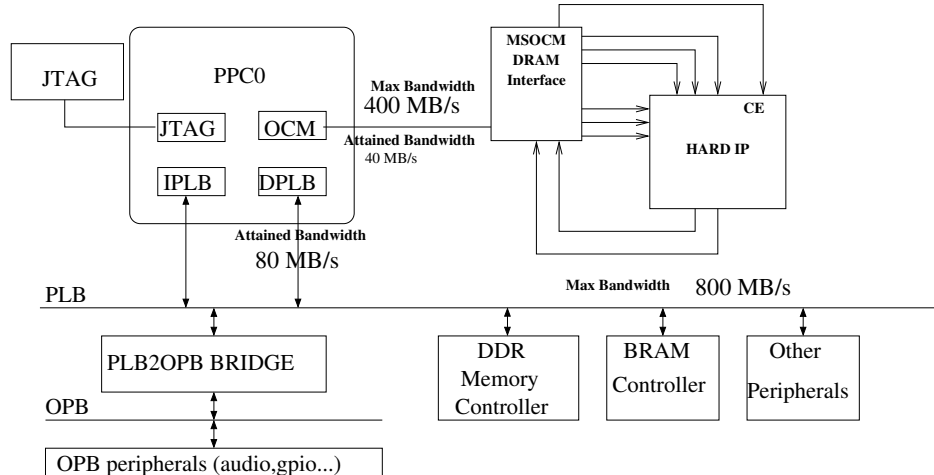 JTAG
PPC0
JTAG
OCM
IPLB
DPLB
Max Bandwidth
400 MB/s
Attained Bandwidth
40 MB/s
MSOCM
DRAM
Interface
CE
HARD IP
Attained Bandwidth
80 MB/s
PLB
Max Bandwidth 800 MB/s
PLB2OPB BRIDGE
DDR
Memory
Controller
BRAM
Controller
Other
Peripherals
OPB
OPB peripherals (audio,gpio...)